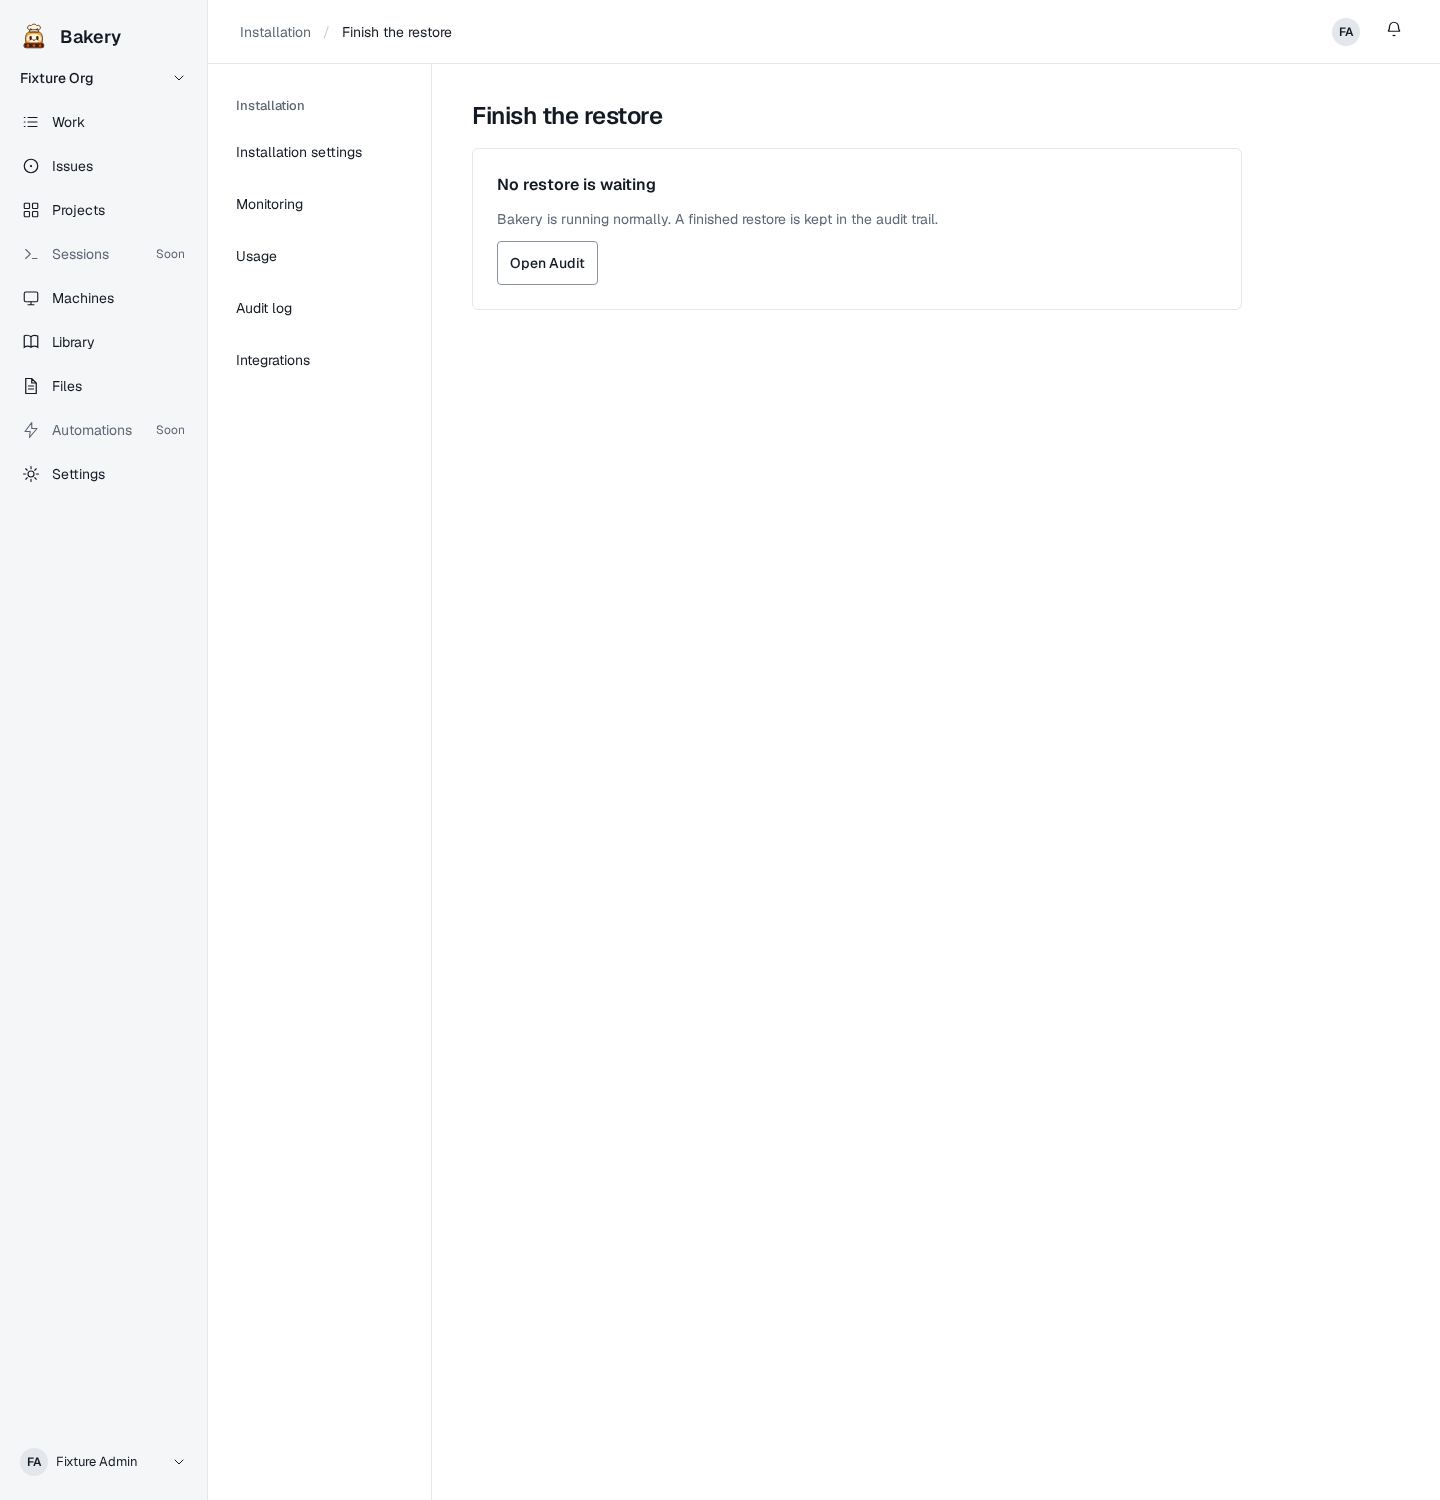 Bakery
Fixture Org
Work
Issues
Projects
Sessions Soon
Machines
Library
Files
Automations Soon
Settings
FA Fixture Admin
Installation / Finish the restore
FA
Installation
Installation settings
Monitoring
Usage
Audit log
Integrations
Finish the restore
No restore is waiting
Bakery is running normally. A finished restore is kept in the audit trail.
Open Audit